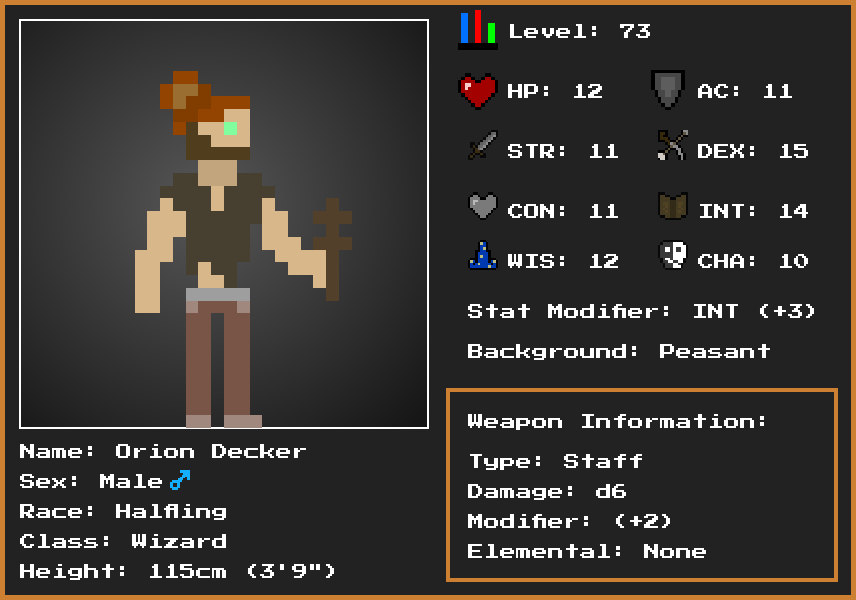 Level: 73
HP: 12 AC: 11
STR: 11 DEX: 15
CON: 11 INT: 14
WIS: 12 CHA: 10
Stat Modifier: INT (+3)
Background: Peasant
Weapon Information:
Type: Staff
Damage: d6
Modifier: (+2)
Elemental: None
Name: Orion Decker
Sex: Male♂
Race: Halfling
Class: Wizard
Height: 115cm (3'9")